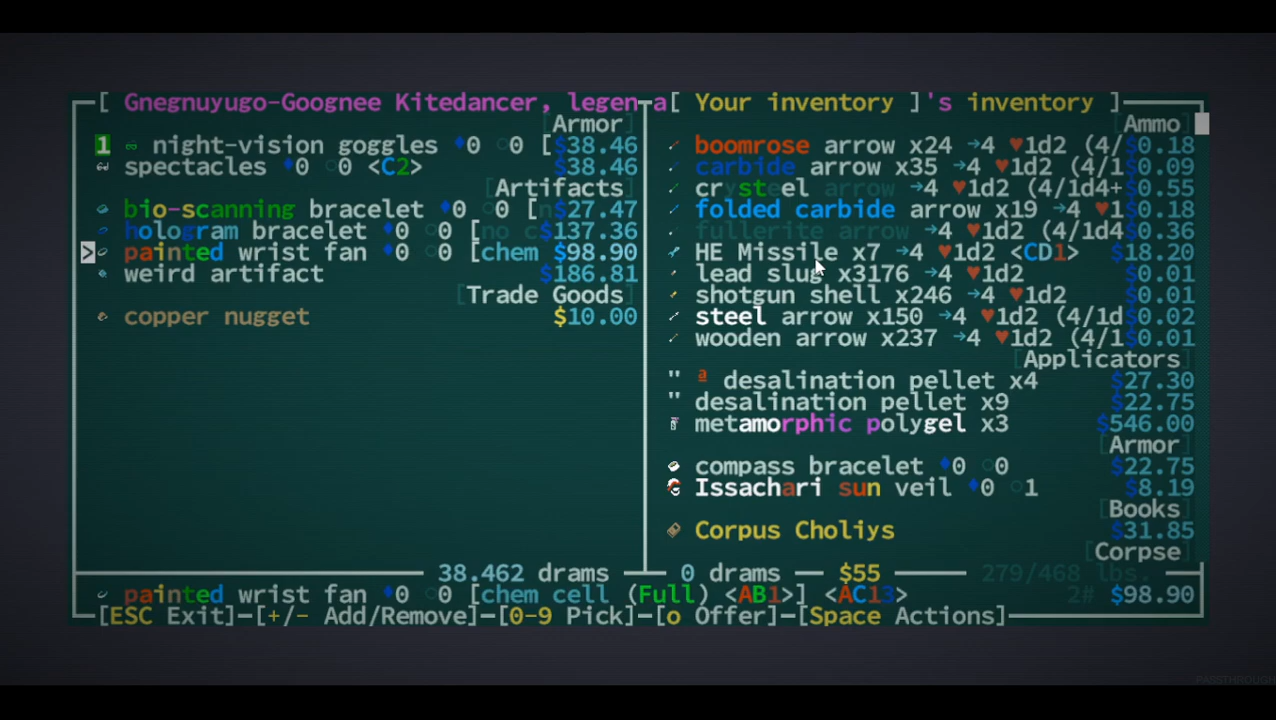 [ Gnegnuyugo-Goognee Kitedancer, legen a[ Your inventory ]'s inventory ]
Armor]
1 night-vision goggles ♦0 ○0 [$38.46
spectacles ♦0 ○0 <C2> $38.46
[Artifacts]
bio-scanning bracelet ♦0 ○0 [n$27.47
hologram bracelet ♦0 ○0 [no c$137.36
> painted wrist fan ♦0 ○0 [chem $98.90
weird artifact $186.81
[Trade Goods]
copper nugget $10.00
Ammo]
boomrose arrow x24 →4 ♥1d2 (4/$0.18
carbide arrow x35 →4 ♥1d2 (4/1$0.09
crysteel arrow →4 ♥1d2 (4/1d4+$0.55
folded carbide arrow x19 →4 ♥1$0.18
fullerite arrow →4 ♥1d2 (4/1d4$0.36
HE Missile x7 →4 ♥1d2 <CD1> $18.20
lead slug x3176 →4 ♥1d2 $0.01
shotgun shell x246 →4 ♥1d2 $0.01
steel arrow x150 →4 ♥1d2 (4/1d$0.02
wooden arrow x237 →4 ♥1d2 (4/1$0.01
[Applicators]
ª desalination pellet x4 $27.30
desalination pellet x9 $22.75
metamorphic polygel x3 $546.00
[Armor]
compass bracelet ♦0 ○0 $22.75
Issachari sun veil ♦0 ○1 $8.19
[Books]
Corpus Choliys $31.85
[Corpse]
38.462 drams 0 drams — $55 279/468 lbs.
painted wrist fan ♦0 ○0 [chem cell (Full) <AB1>] <AC13> 2# $98.90
[ESC Exit]—[+/- Add/Remove]—[0-9 Pick]—[o Offer]—[Space Actions]
PASSTHROUGH